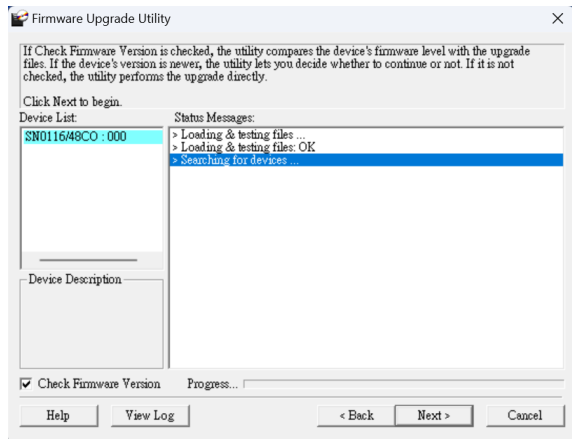 Firmware Upgrade Utility
If Check Firmware Version is checked, the utility compares the device's firmware level with the upgrade
files. If the device's version is newer, the utility lets you decide whether to continue or not. If it is not
checked, the utility performs the upgrade directly.
Click Next to begin.
Device List:
Status Messages:
SN0116/48CO : 000
> Loading & testing files ...
> Loading & testing files: OK
> Searching for devices ...
Device Description
Check Firmware Version
Progress...
Help
View Log
< Back
Next >
Cancel